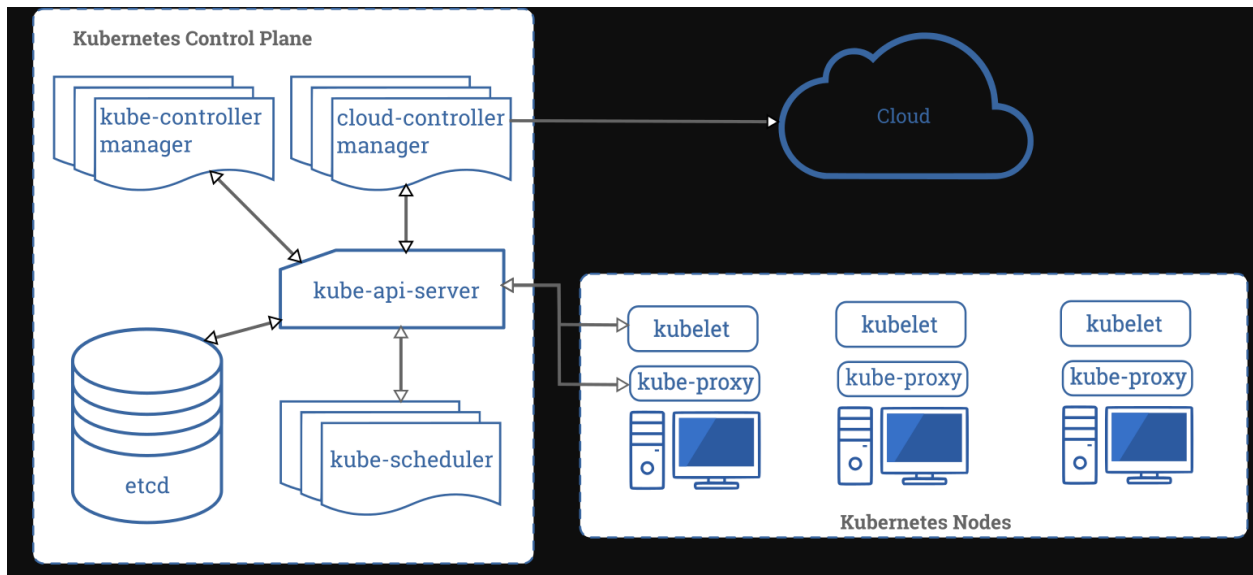 Kubernetes Control Plane
kube-controller
manager
cloud-controller
manager
Cloud
kube-api-server
etcd
kube-scheduler
kubelet
kube-proxy
kubelet
kube-proxy
kubelet
kube-proxy
Kubernetes Nodes